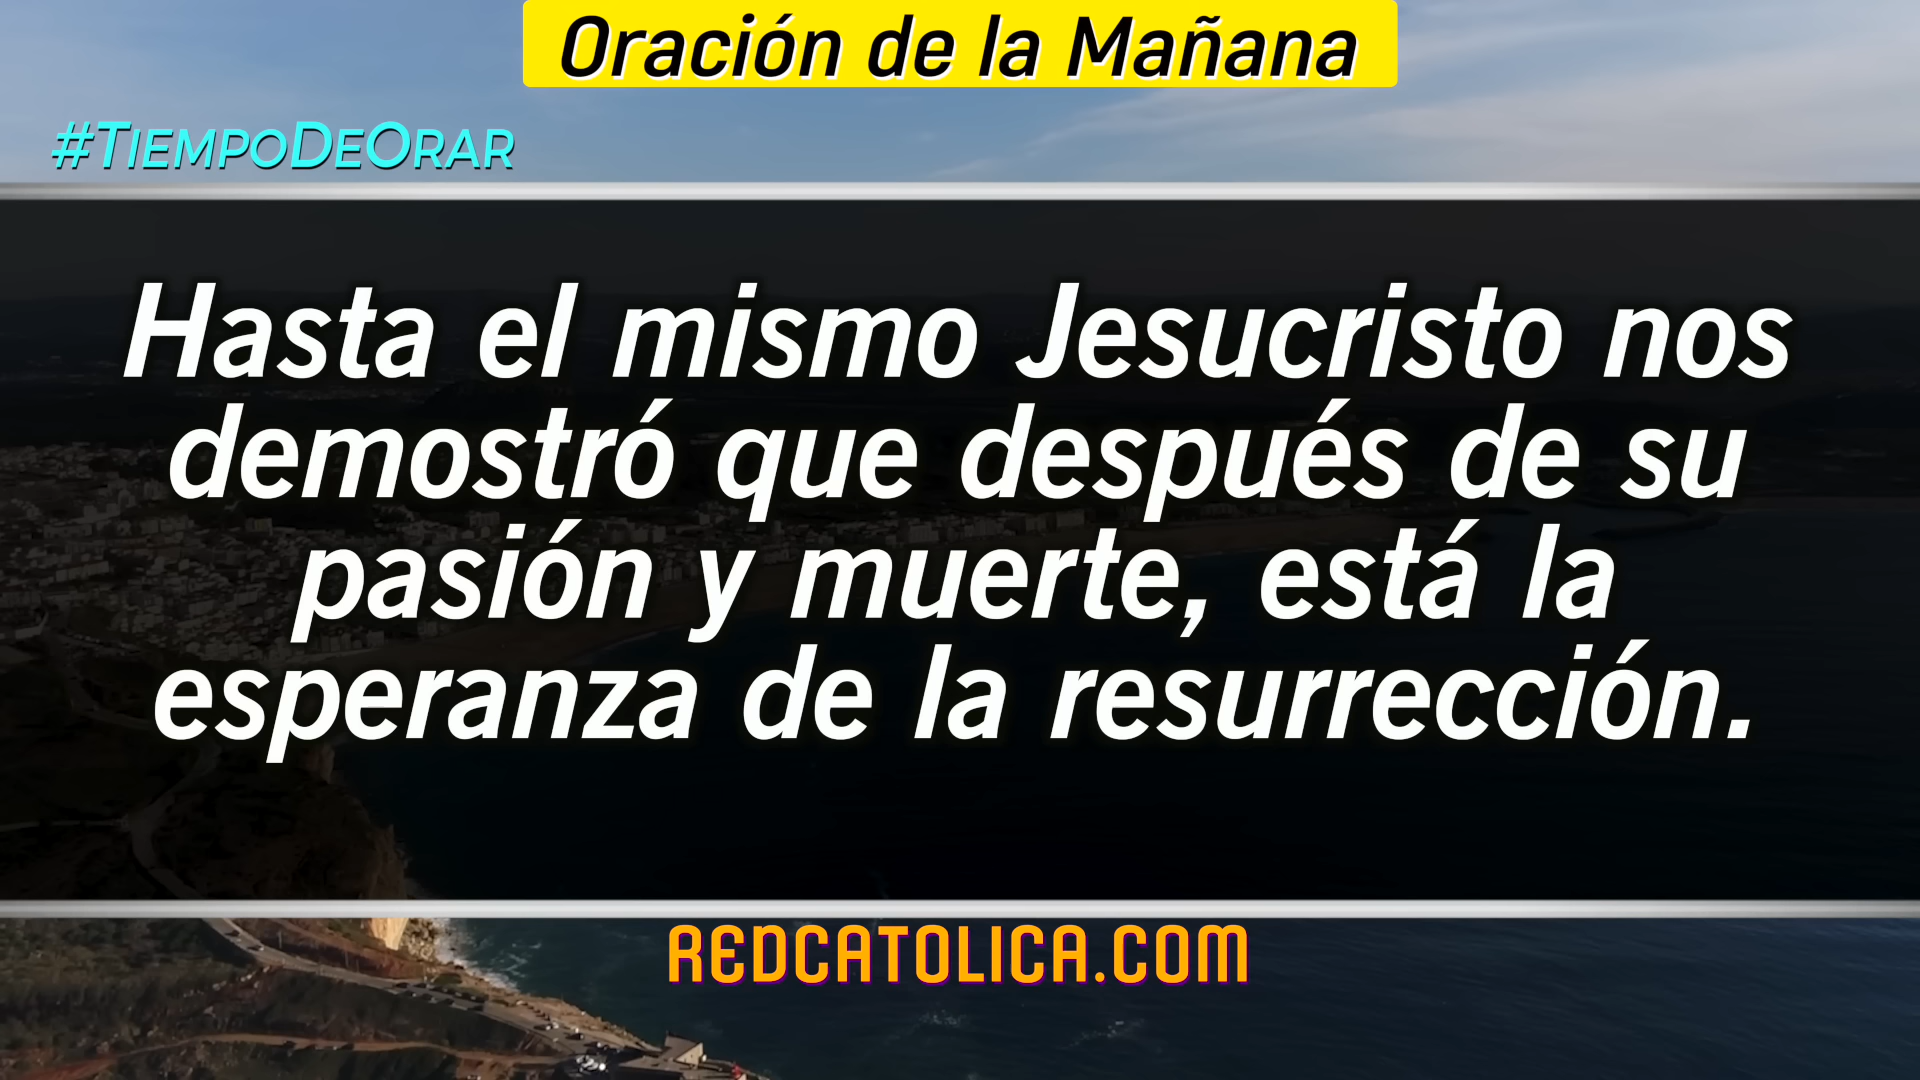 Oración de la Mañana
#TiempoDeOrar
Hasta el mismo Jesucristo nos
demostró que después de su
pasión y muerte, está la
esperanza de la resurrección.
REDCATOLICA.COM